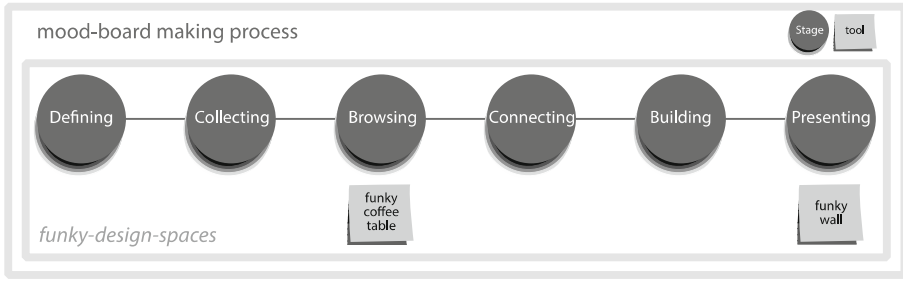 mood-board making process
Stage
tool
Defining
Collecting
Browsing
Connecting
Building
Presenting
funky
coffee
table
funky
wall
funky-design-spaces